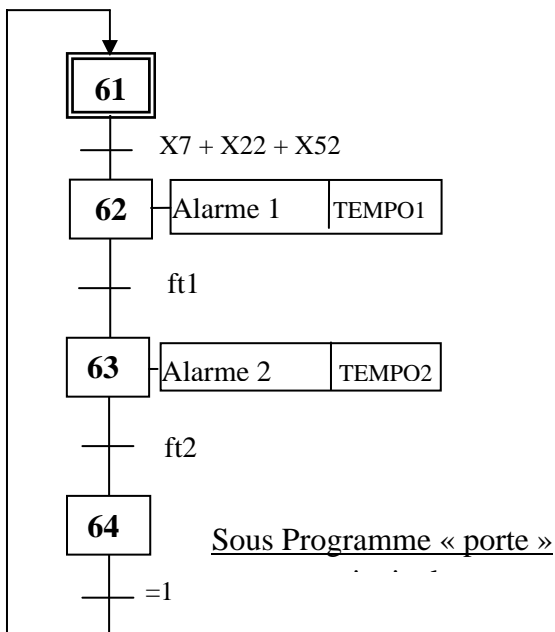 61
X7 + X22 + X52
62 Alarme 1 TEMPO1
ft1
63 Alarme 2 TEMPO2
ft2
64
Sous Programme « porte »
=1